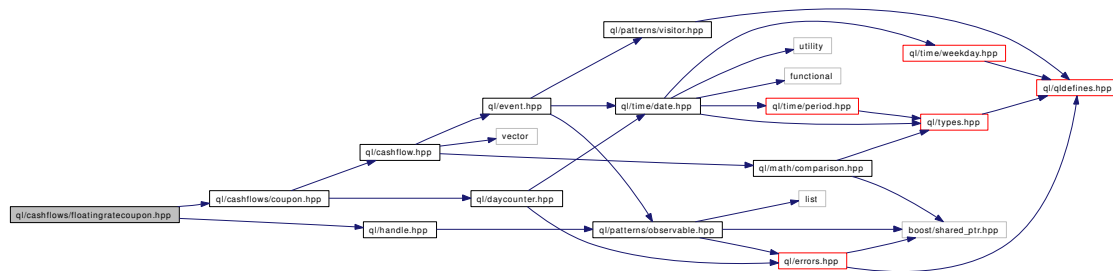 ql/patterns/visitor.hpp
utility
ql/time/weekday.hpp
functional
ql/qldefines.hpp
ql/event.hpp
ql/time/date.hpp
ql/time/period.hpp
ql/types.hpp
vector
ql/cashflow.hpp
ql/math/comparison.hpp
ql/cashflows/coupon.hpp
ql/daycounter.hpp
list
ql/cashflows/floatingratecoupon.hpp
ql/handle.hpp
ql/patterns/observable.hpp
boost/shared_ptr.hpp
ql/errors.hpp